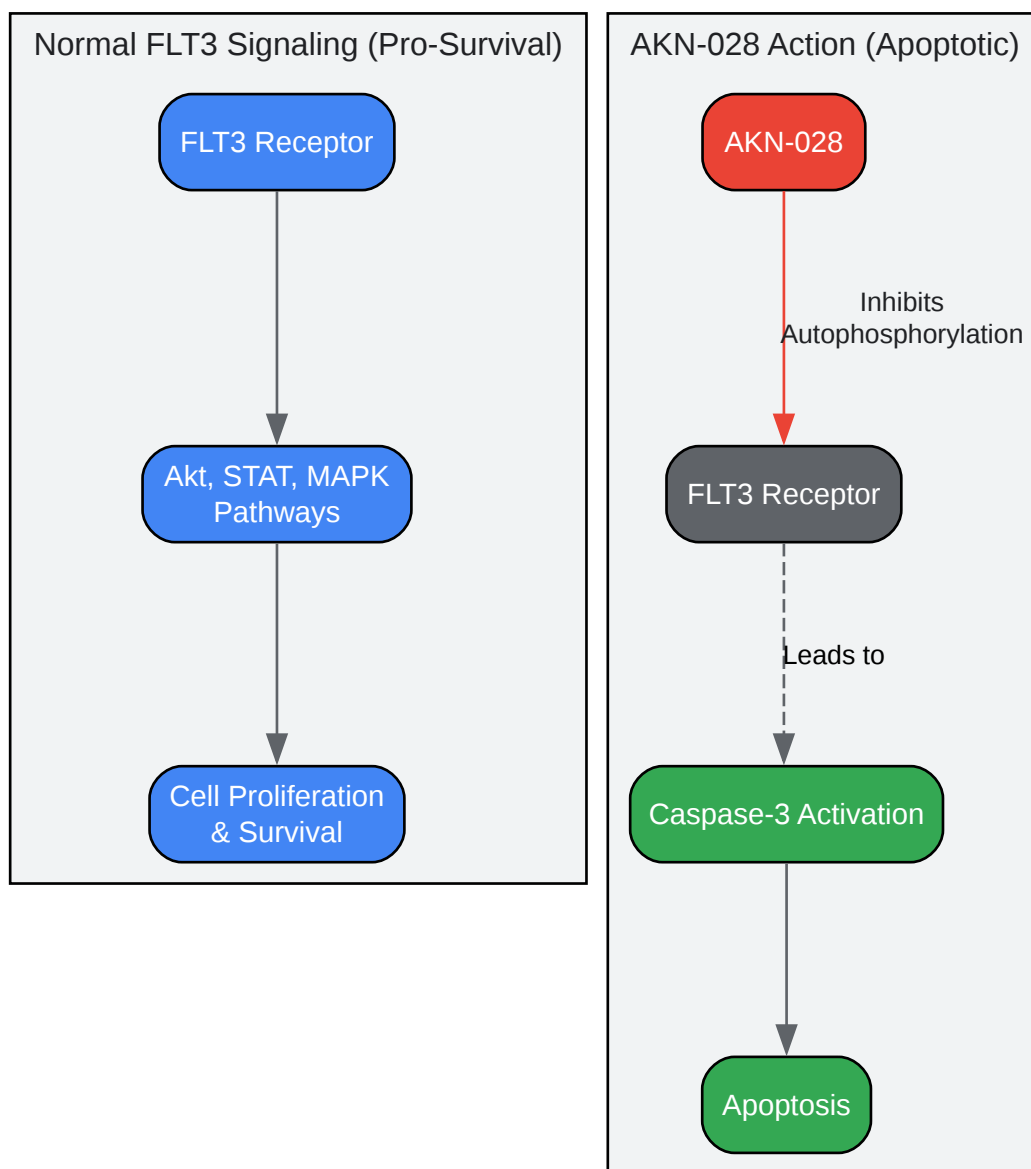 Normal FLT3 Signaling (Pro-Survival)
FLT3 Receptor
Akt, STAT, MAPK
Pathways
Cell Proliferation
& Survival
AKN-028 Action (Apoptotic)
AKN-028
Inhibits
Autophosphorylation
FLT3 Receptor
Leads to
Caspase-3 Activation
Apoptosis